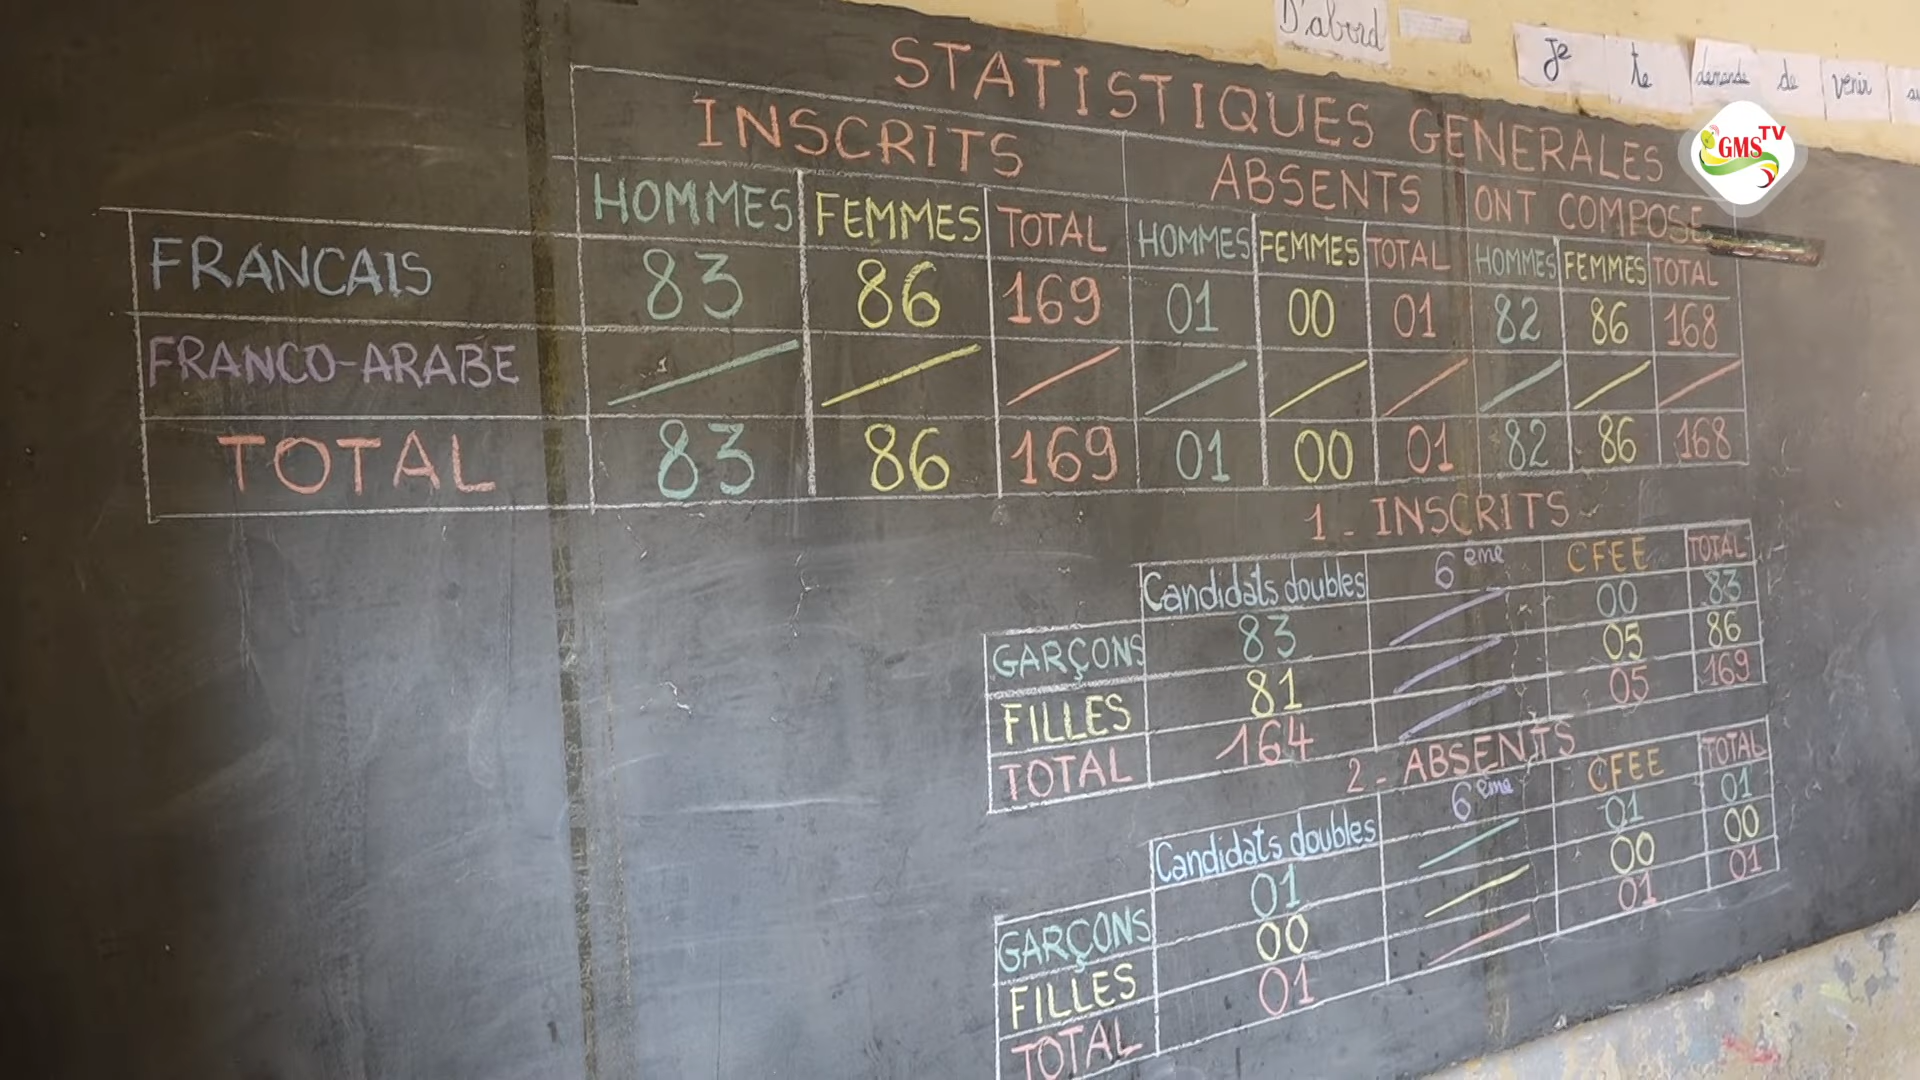 D'abord
Je te demande de venir
GMS TV
STATISTIQUES GENERALES
INSCRITS ABSENTS ONT COMPOSE
HOMMES FEMMES TOTAL HOMMES FEMMES TOTAL HOMMES FEMMES TOTAL
FRANCAIS 83 86 169 01 00 01 82 86 168
FRANCO-ARABE
TOTAL 83 86 169 01 00 01 82 86 168
1 - INSCRITS
Candidats doubles 6 eme CFEE TOTAL
GARÇONS 83 00 83
FILLES 81 05 86
TOTAL 164 05 169
2 - ABSENTS
Candidats doubles 6 eme CFEE TOTAL
GARÇONS 01 01 01
FILLES 00 00 00
TOTAL 01 01 01